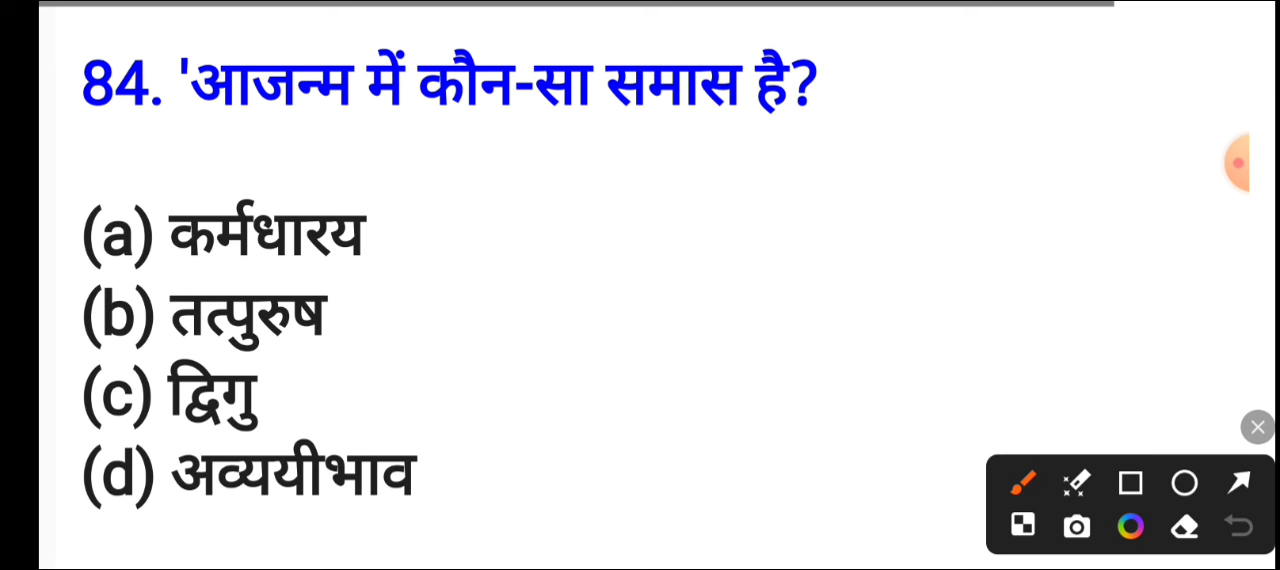 84. 'आजन्म में कौन-सा समास है?
(a) कर्मधारय
(b) तत्पुरुष
(c) द्विगु
(d) अव्ययीभाव